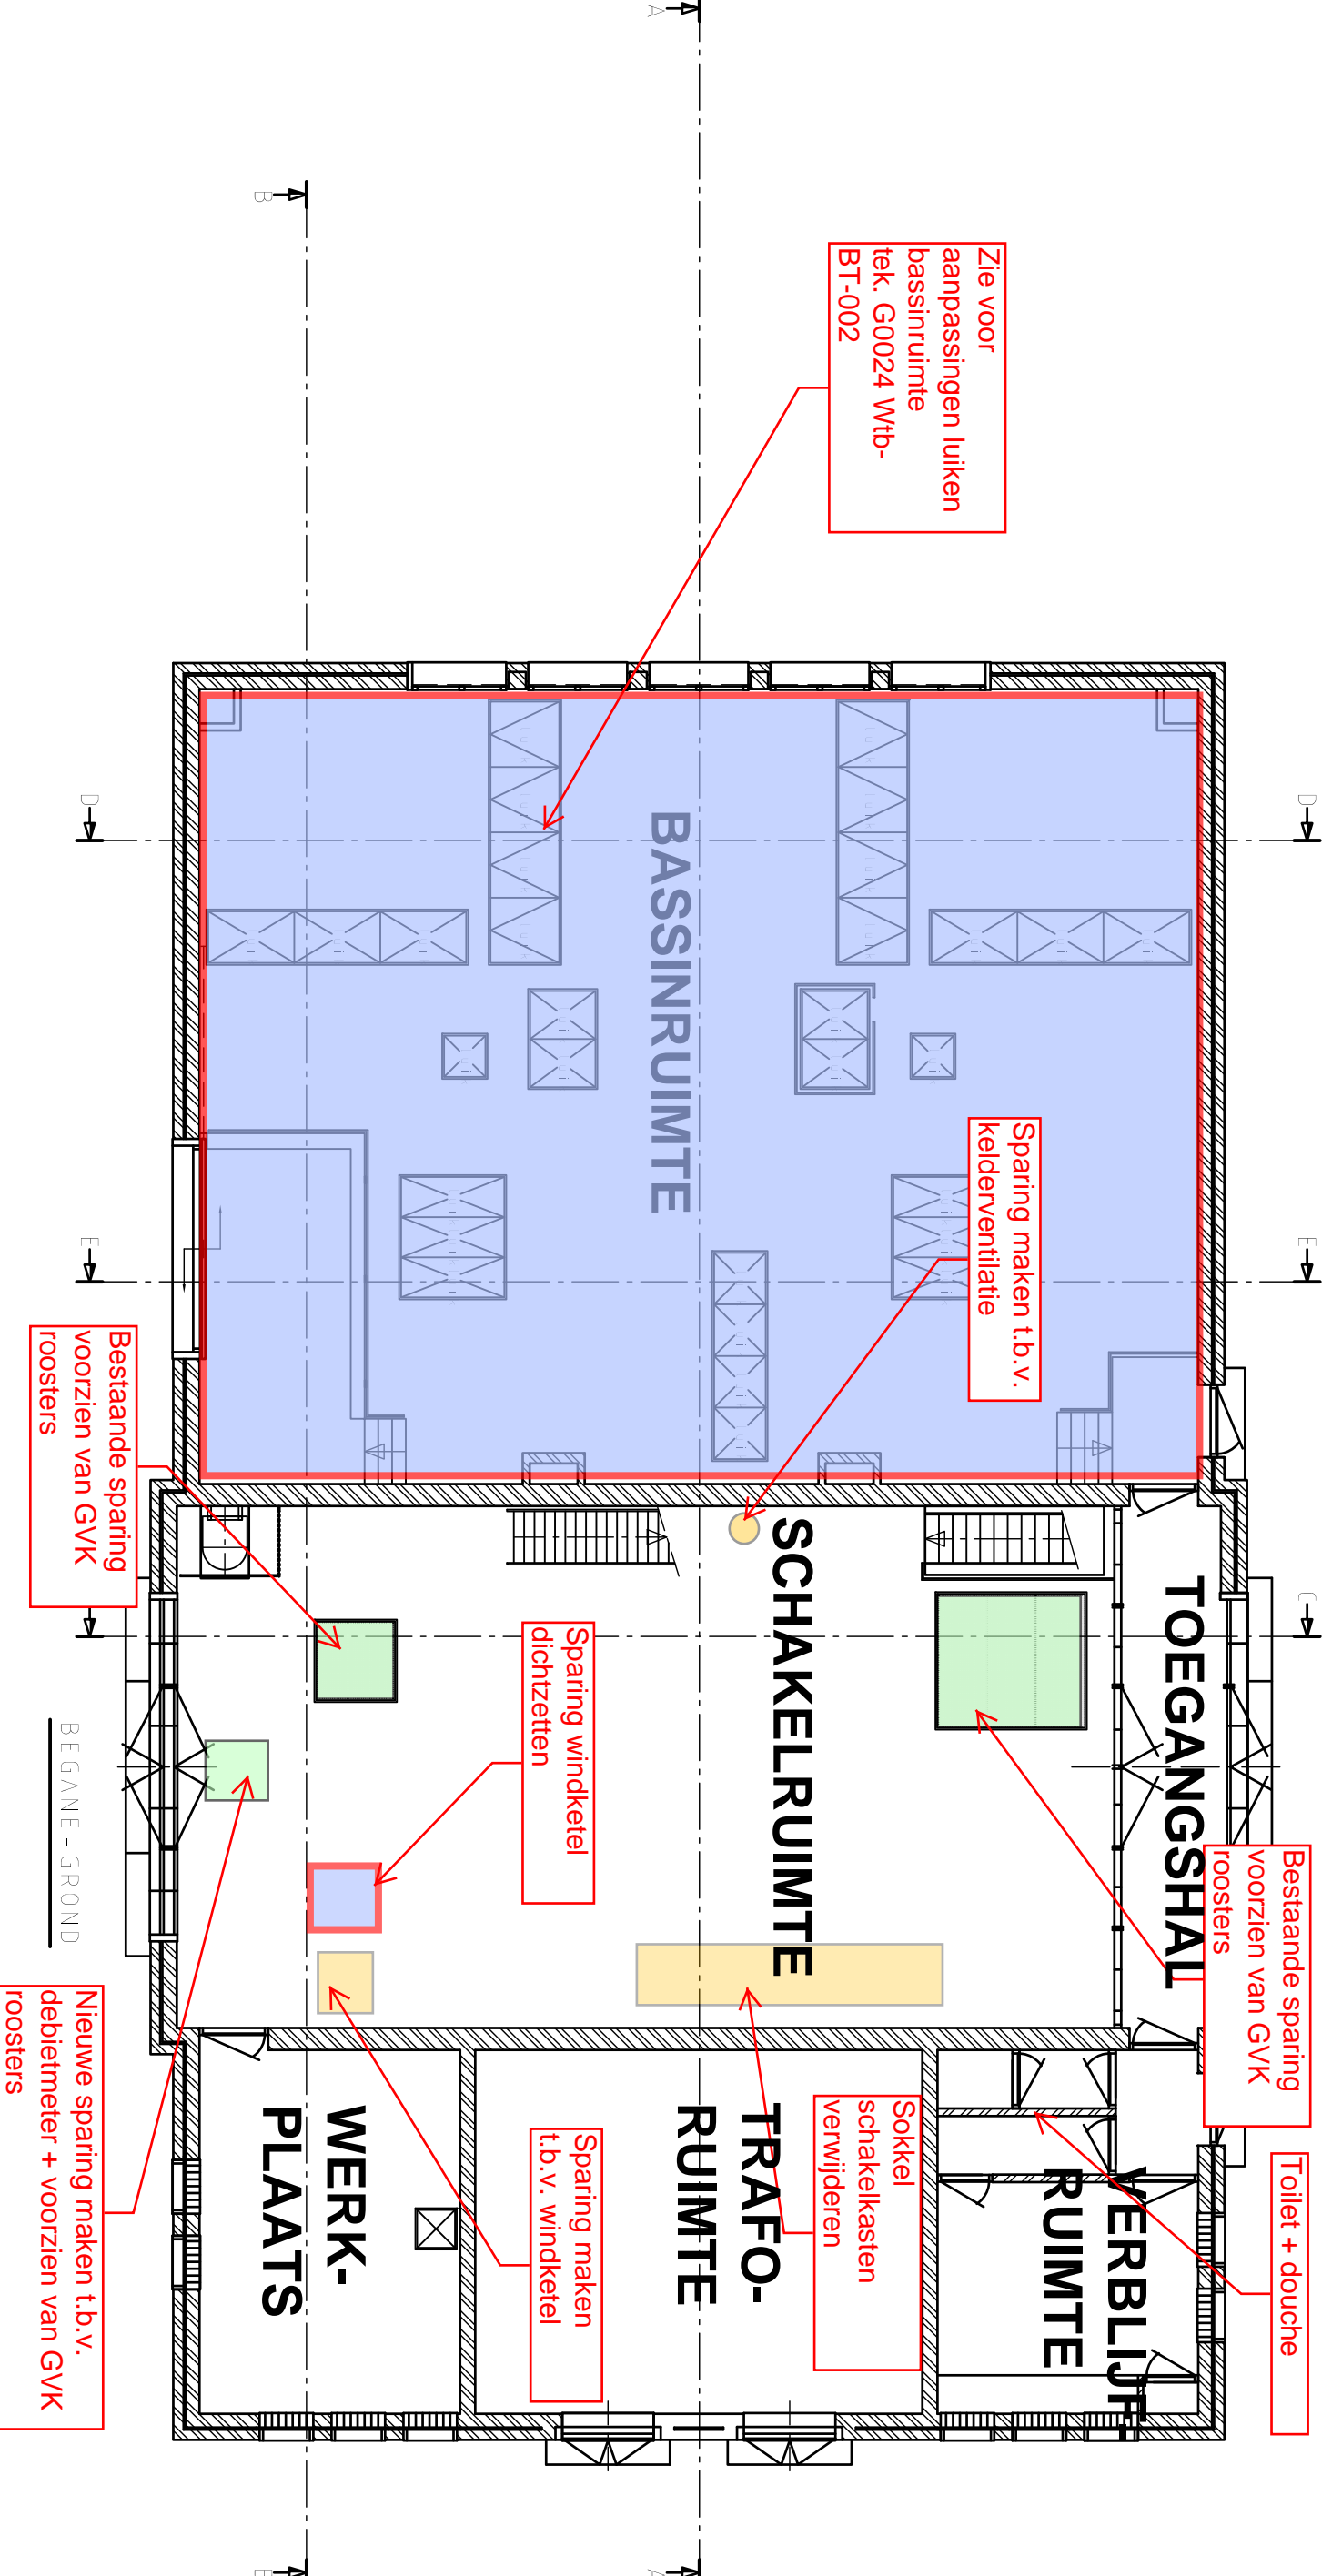 Zie voor
aanpassingen luiken
bassinruimte
tek. G0024 Wtb-
BT-002
BASSINRUIMTE
Sparing maken t.b.v.
kelderventilatie
Bestaande sparing
voorzien van GVK
roosters
SCHAKELRUIMTE
TOEGANGSHAL
Sparing windketel
dichtzetten
Bestaande sparing
voorzien van GVK
roosters
Nieuwe sparing maken t.b.v.
debietmeter + voorzien van GVK
roosters
BEGANE-GROND
Toilet + douche
VERBLIJF-
RUIMTE
Sokkel
schakelkasten
verwijderen
TRAFO-
RUIMTE
Sparing maken
t.b.v. windketel
WERK-
PLAATS
A
B
D
D
E
E
C
A
B